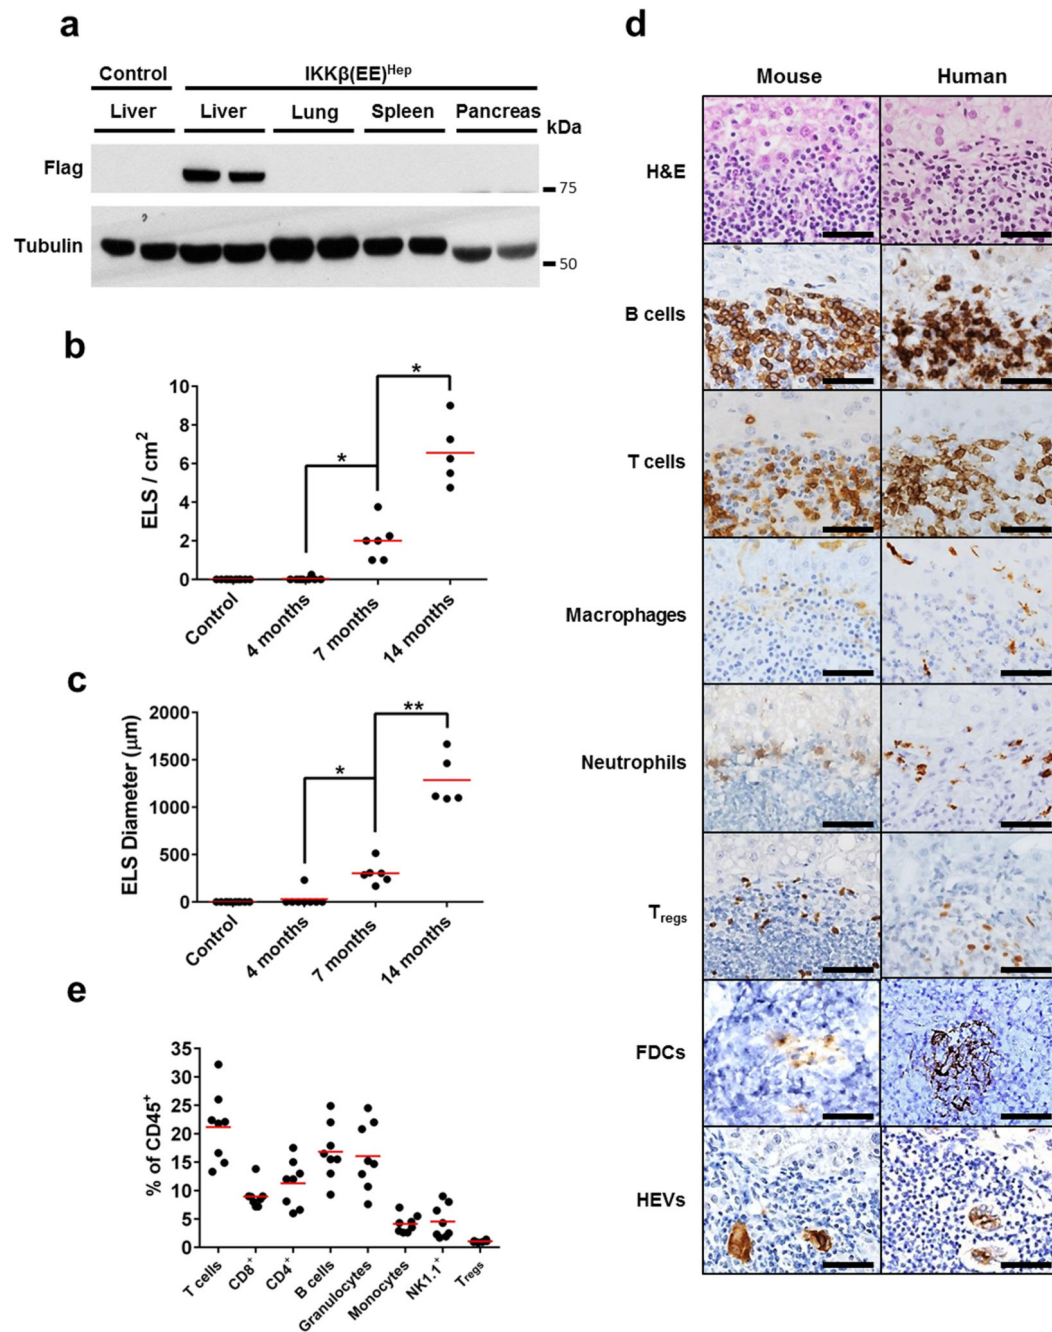 a
Control
IKKβ(EE)Hep
Liver
Liver
Lung
Spleen
Pancreas
kDa
Flag
75
Tubulin
50
b
ELS / cm2
10
8
6
4
2
0
*
*
Control
4 months
7 months
14 months
c
ELS Diameter (μm)
2000
1500
1000
500
0
*
**
Control
4 months
7 months
14 months
e
% of CD45+
35
30
25
20
15
10
5
0
T cells
CD8+
CD4+
B cells
Granulocytes
Monocytes
NK1.1+
Tregs
d
Mouse
Human
H&E
B cells
T cells
Macrophages
Neutrophils
Tregs
FDCs
HEVs